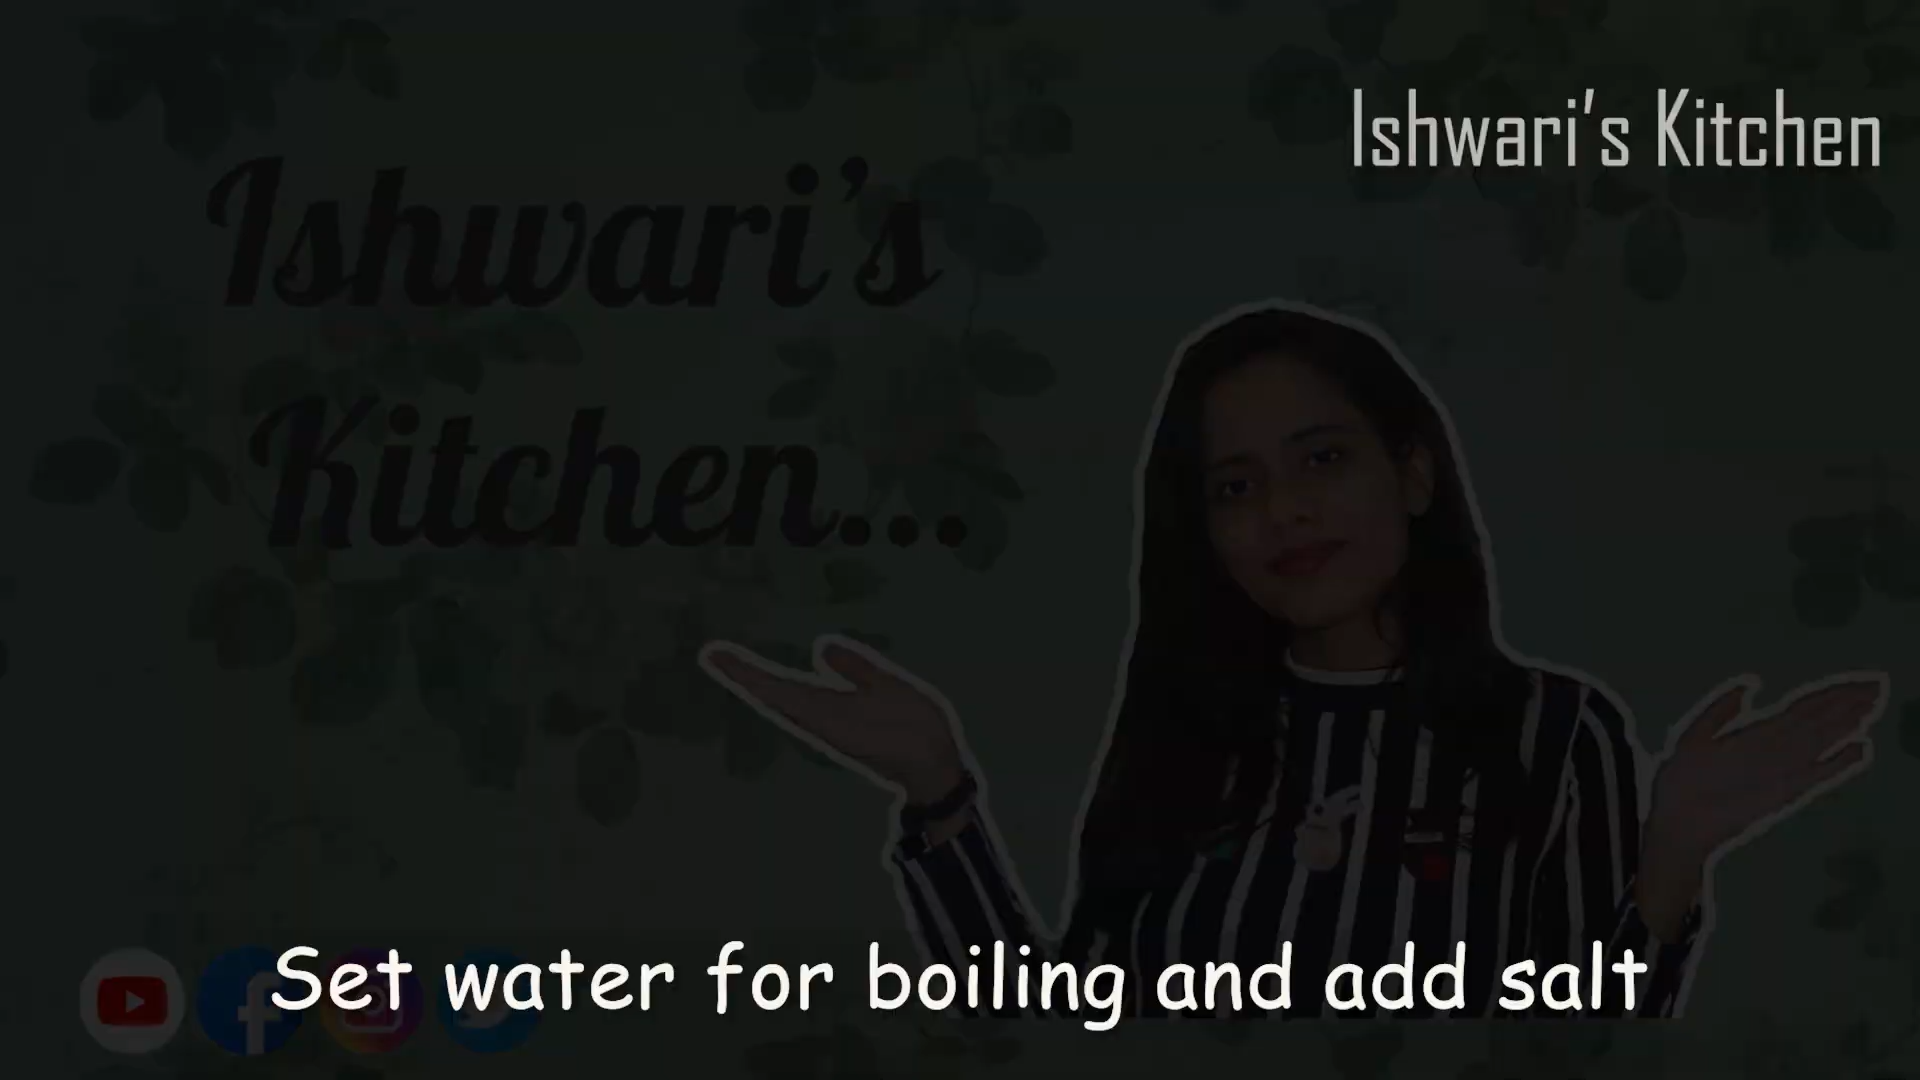 Ishwari's Kitchen
Ishwari's
Kitchen...
Set water for boiling and add salt